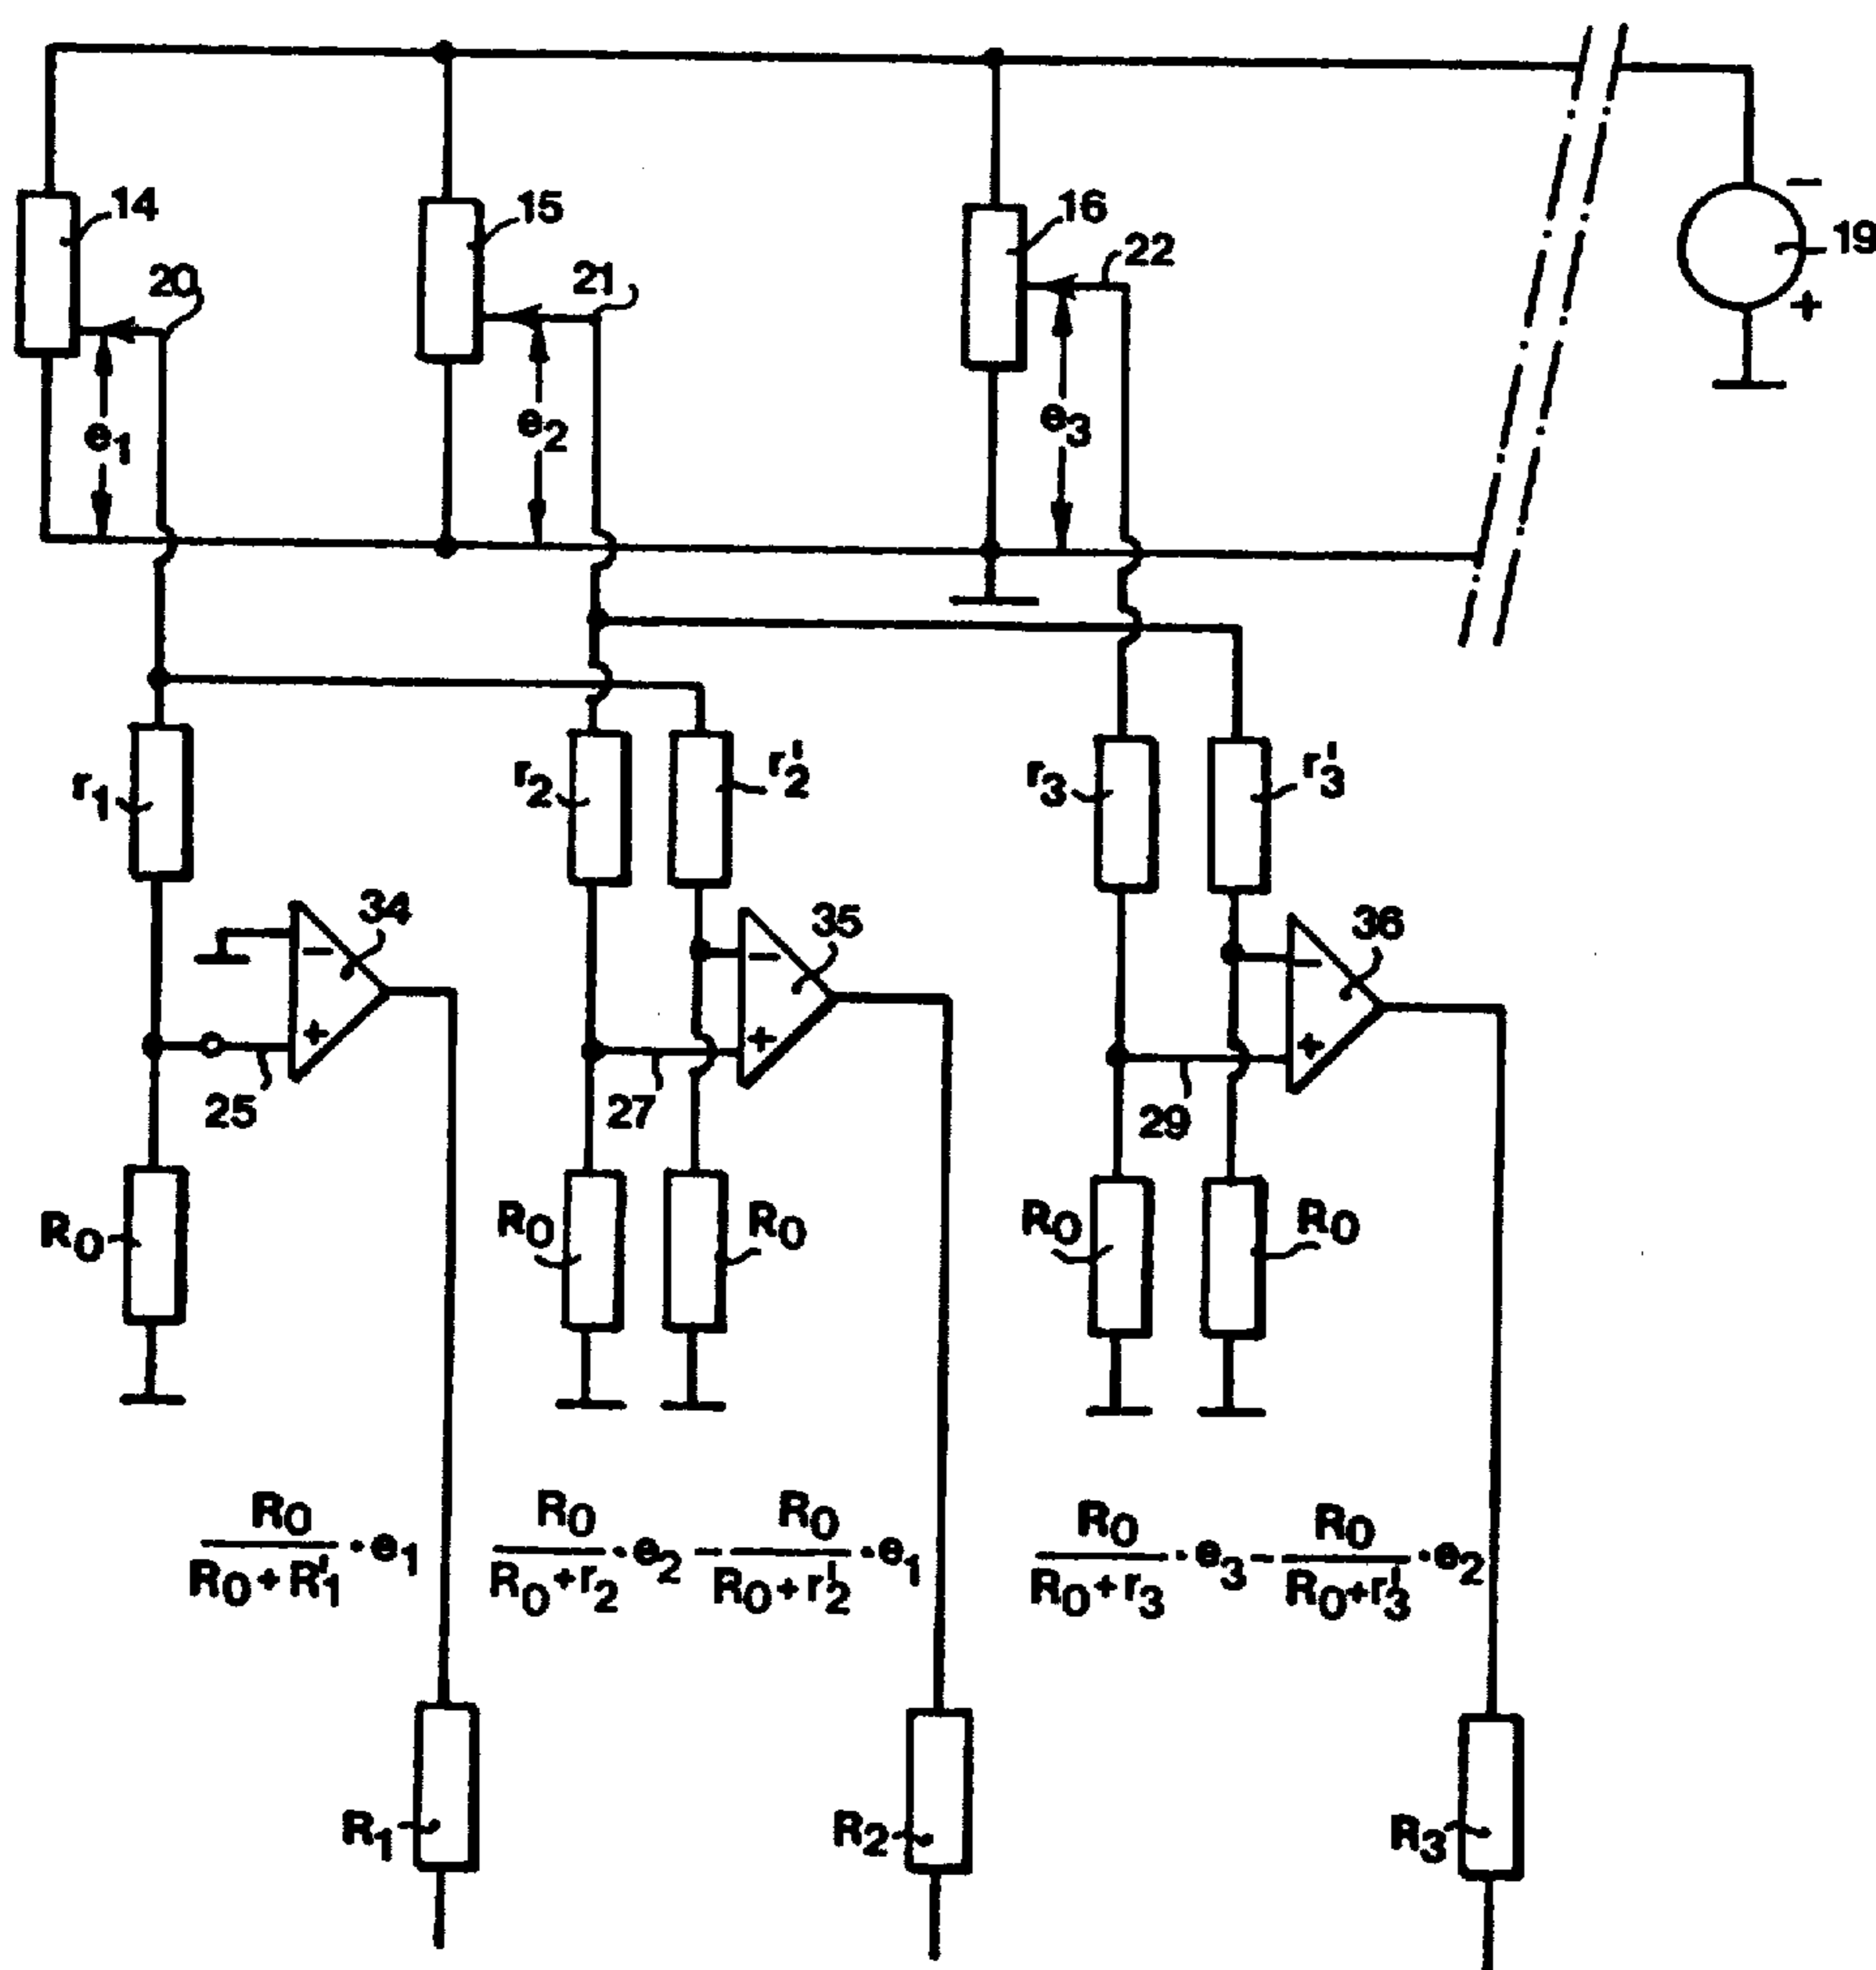 14
15
16
22
20
21
−
19
+
e1
e2
e3
r1
r2
r'2
r3
r'3
34
35
36
−
+
−
+
−
+
25
27
29
R0
R0
R0
R0
R0
R0/(R0+R'1)·e1
R0/(R0+r2)·e2−R0/(R0+r'2)·e1
R0/(R0+r3)·e3−R0/(R0+r'3)·e2
R1
R2
R3